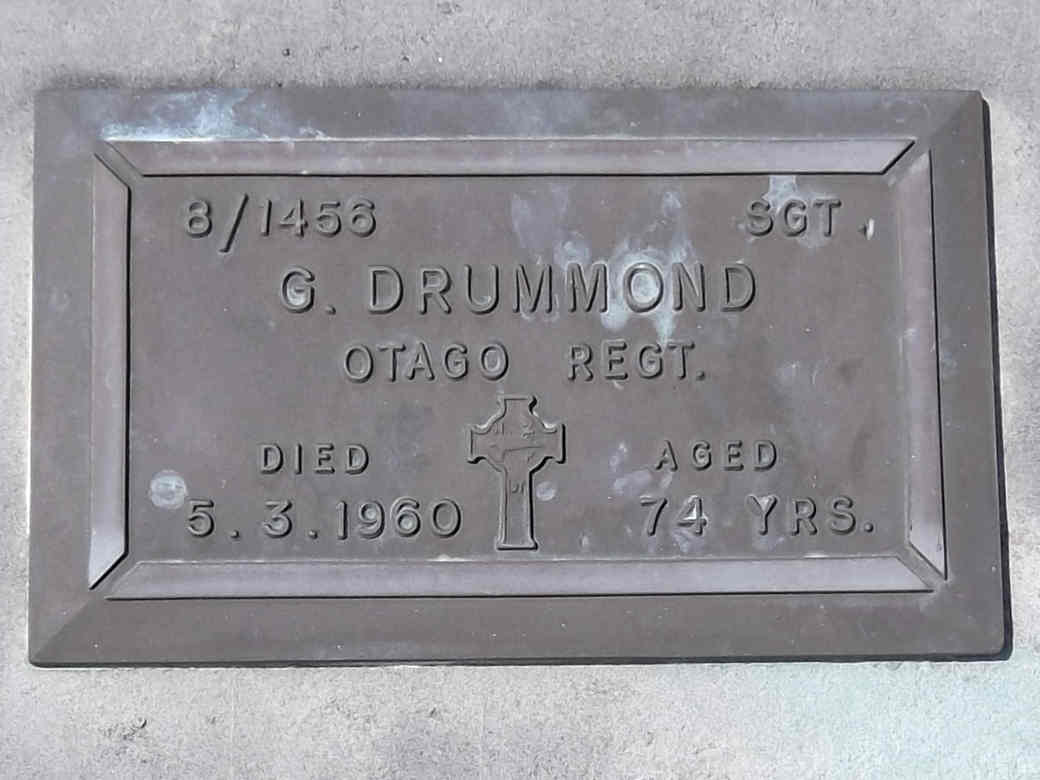 8/1456 SGT.
G. DRUMMOND
OTAGO REGT.
DIED AGED
5.3.1960 74 YRS.